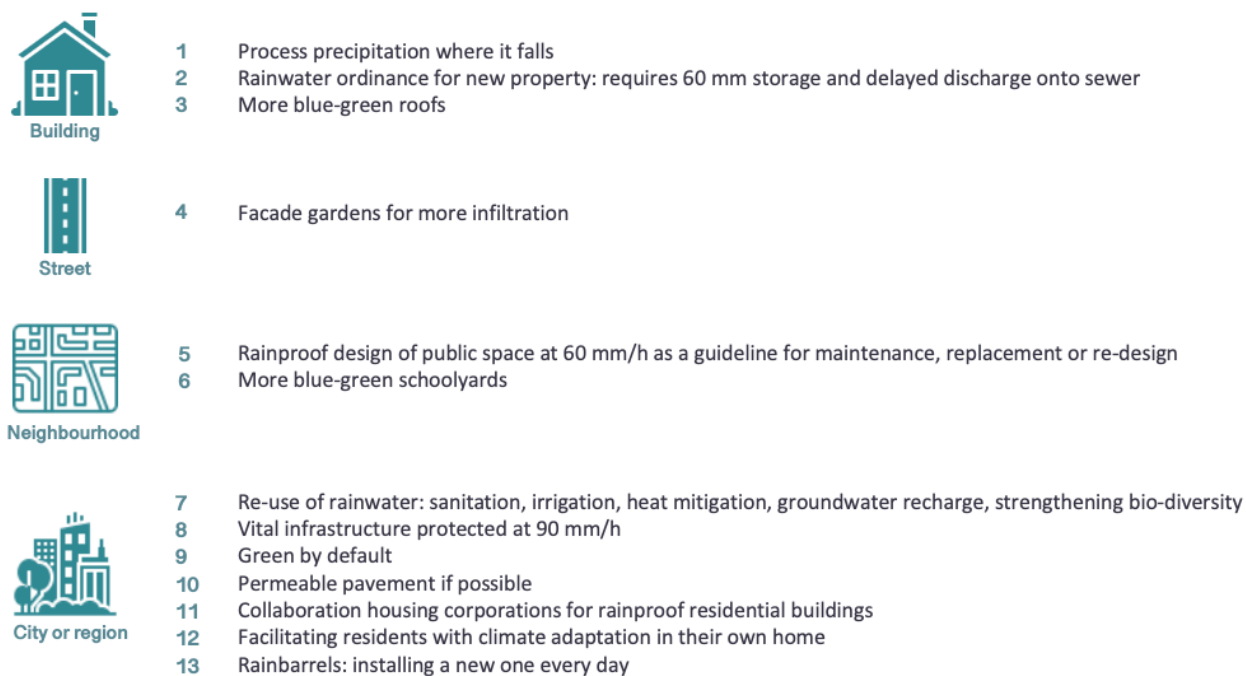 1 Process precipitation where it falls
2 Rainwater ordinance for new property: requires 60 mm storage and delayed discharge onto sewer
3 More blue-green roofs
Building
4 Facade gardens for more infiltration
Street
5 Rainproof design of public space at 60 mm/h as a guideline for maintenance, replacement or re-design
6 More blue-green schoolyards
Neighbourhood
7 Re-use of rainwater: sanitation, irrigation, heat mitigation, groundwater recharge, strengthening bio-diversity
8 Vital infrastructure protected at 90 mm/h
9 Green by default
10 Permeable pavement if possible
11 Collaboration housing corporations for rainproof residential buildings
12 Facilitating residents with climate adaptation in their own home
13 Rainbarrels: installing a new one every day
City or region